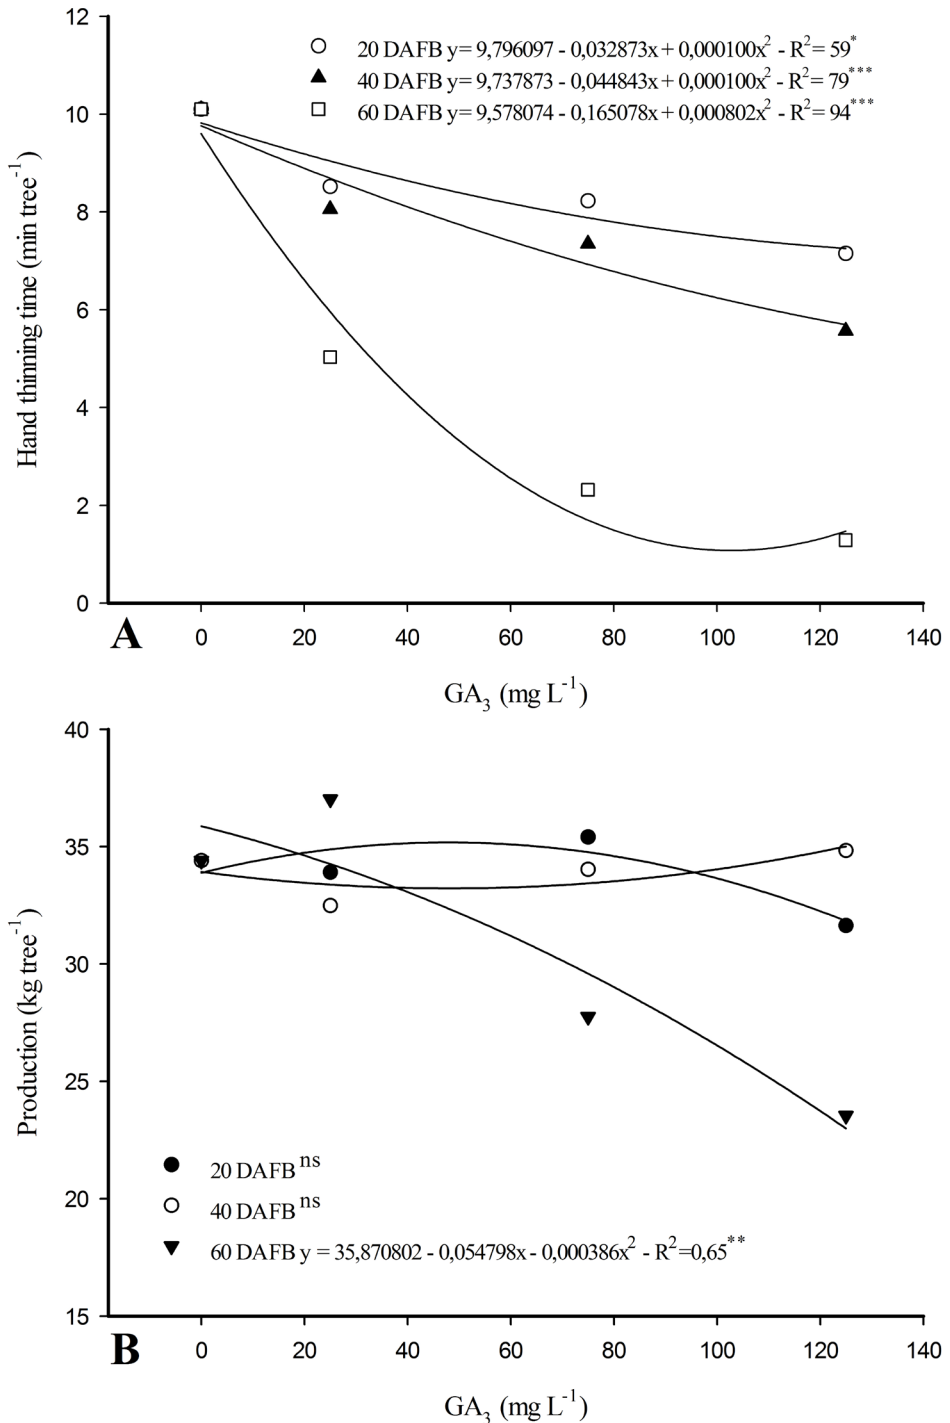 12
10
8
6
4
2
0
Hand thinning time (min tree⁻¹)
20 DAFB y= 9,796097 - 0,032873x + 0,000100x² - R²= 59*
40 DAFB y= 9,737873 - 0,044843x + 0,000100x² - R²= 79***
60 DAFB y= 9,578074 - 0,165078x + 0,000802x² - R²= 94***
A
0 20 40 60 80 100 120 140
GA₃ (mg L⁻¹)
40
35
30
25
20
15
Production (kg tree⁻¹)
20 DAFB ns
40 DAFB ns
60 DAFB y = 35,870802 - 0,054798x - 0,000386x² - R²=0,65**
B
0 20 40 60 80 100 120 140
GA₃ (mg L⁻¹)